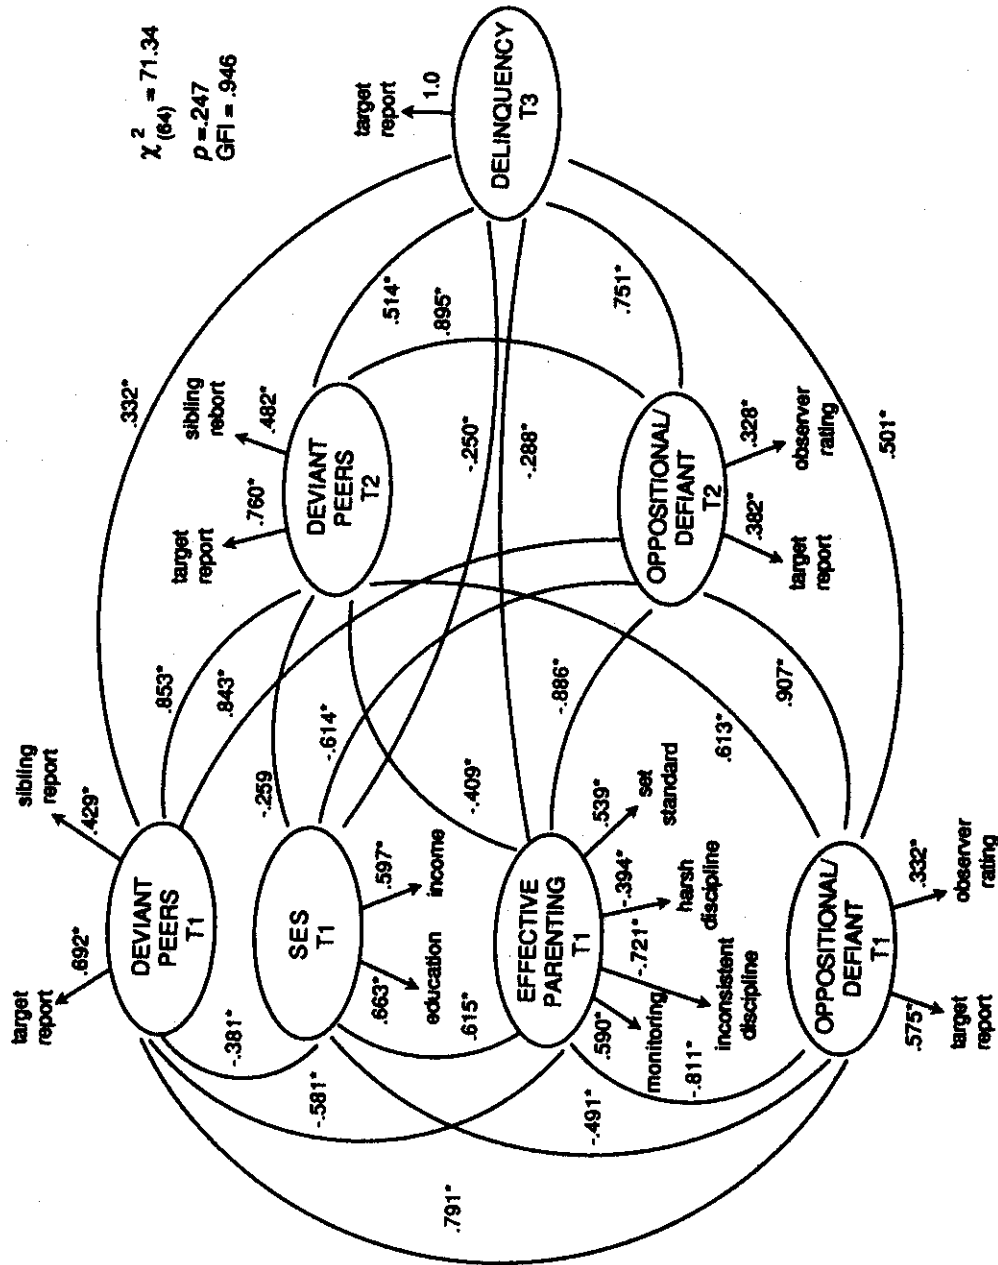 target
report
.692*
sibling
report
.429*
DEVIANT
PEERS
T1
SES
T1
.663*
education
.597*
income
EFFECTIVE
PARENTING
T1
.590*
monitoring
-.721*
inconsistent
discipline
-.394*
harsh
discipline
.539*
set
standard
OPPOSITIONAL/
DEFIANT
T1
.575*
target
report
.332*
observer
rating
-.381*
-.581*
.615*
-.811*
-.491*
.791*
.853*
.843*
-.259
-.614*
-.409*
-.886*
.613*
.907*
target
report
.760*
sibling
rebort
.482*
DEVIANT
PEERS
T2
OPPOSITIONAL/
DEFIANT
T2
.382*
target
report
.328*
observer
rating
.332*
.514*
.895*
-.250*
-.288*
.751*
.501*
target
report
1.0
DELINQUENCY
T3
χ²(64) = 71.34
p =.247
GFI = .946